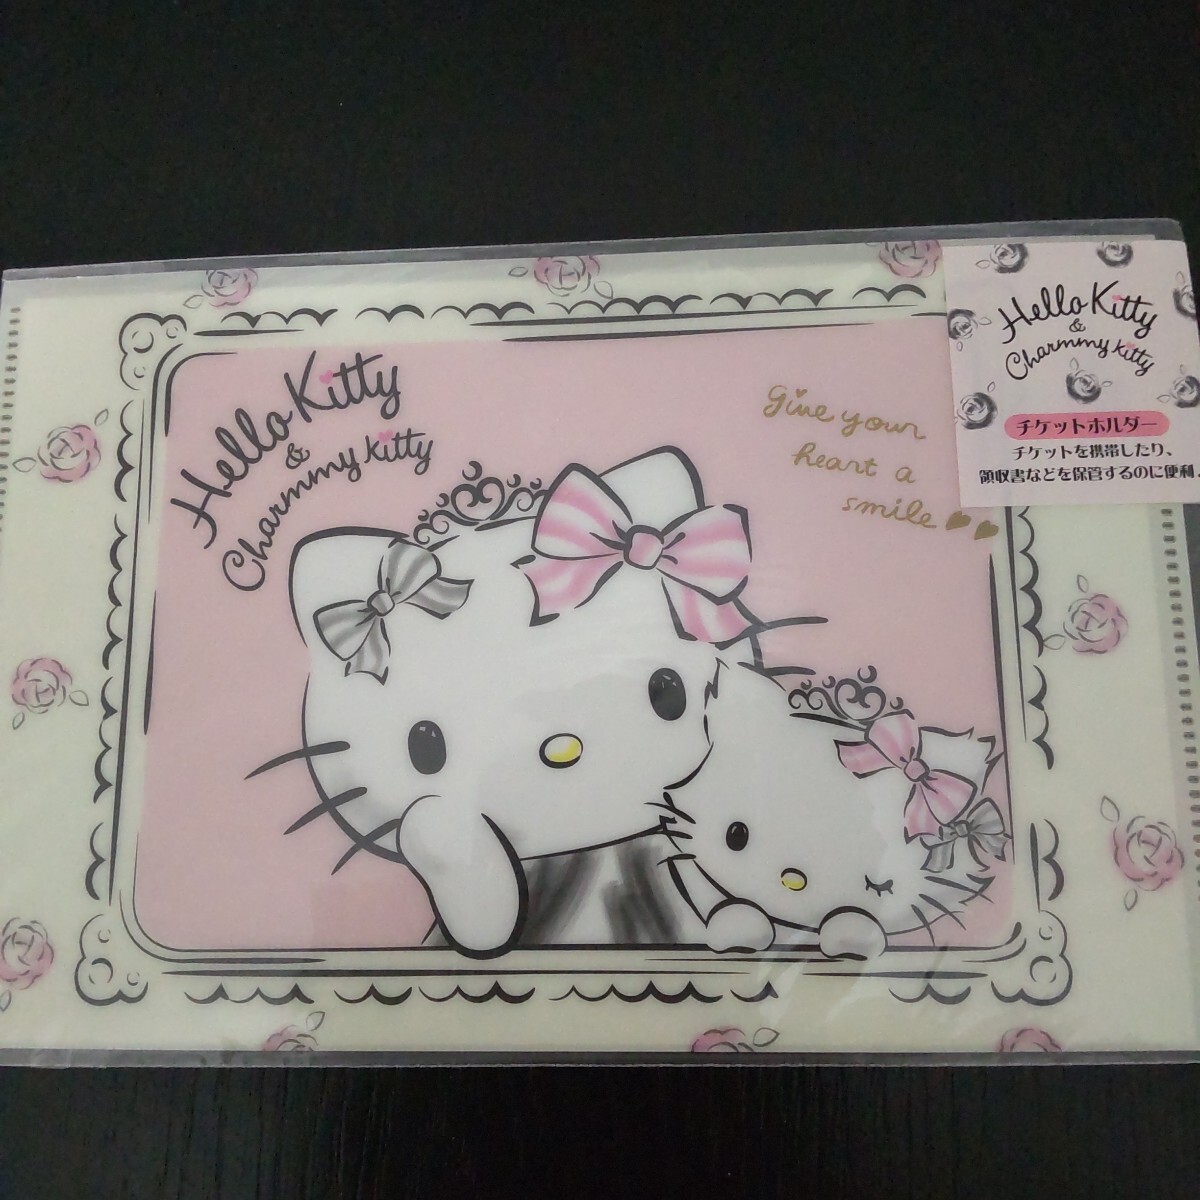 Hello Kitty
&
Charmmy kitty
give your
heart a
smile
Hello Kitty
&
Charmmy kitty
チケットホルダー
チケットを携帯したり、
領収書などを保管するのに便利.